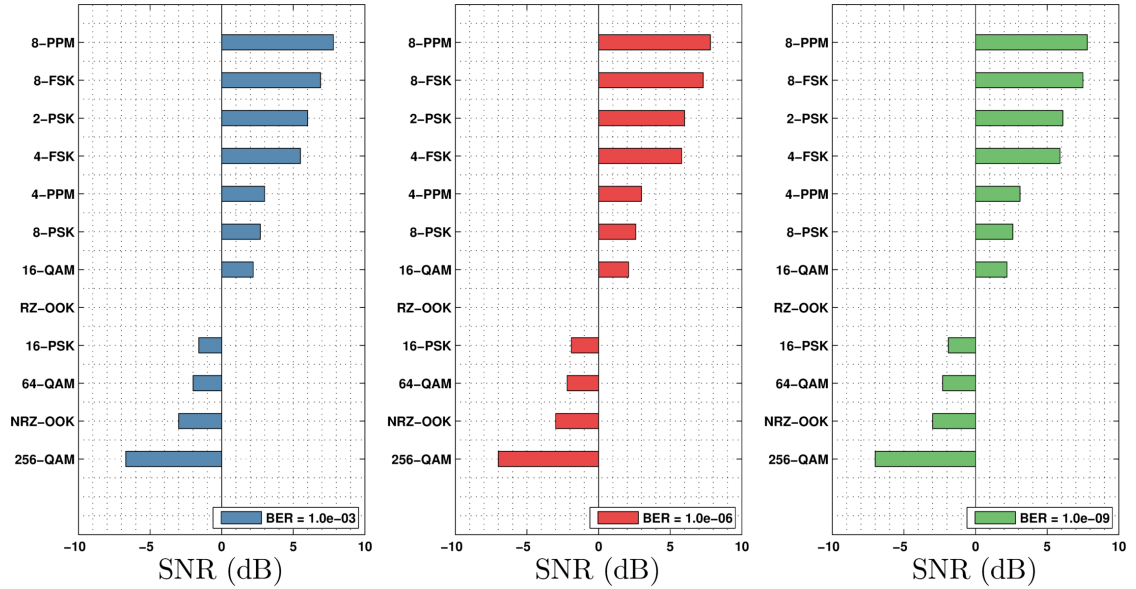 8−PPM
8−FSK
2−PSK
4−FSK
4−PPM
8−PSK
16−QAM
RZ−OOK
16−PSK
64−QAM
NRZ−OOK
256−QAM
BER = 1.0e−03
−10 −5 0 5 10
SNR (dB)
8−PPM
8−FSK
2−PSK
4−FSK
4−PPM
8−PSK
16−QAM
RZ−OOK
16−PSK
64−QAM
NRZ−OOK
256−QAM
BER = 1.0e−06
−10 −5 0 5 10
SNR (dB)
8−PPM
8−FSK
2−PSK
4−FSK
4−PPM
8−PSK
16−QAM
RZ−OOK
16−PSK
64−QAM
NRZ−OOK
256−QAM
BER = 1.0e−09
−10 −5 0 5 10
SNR (dB)